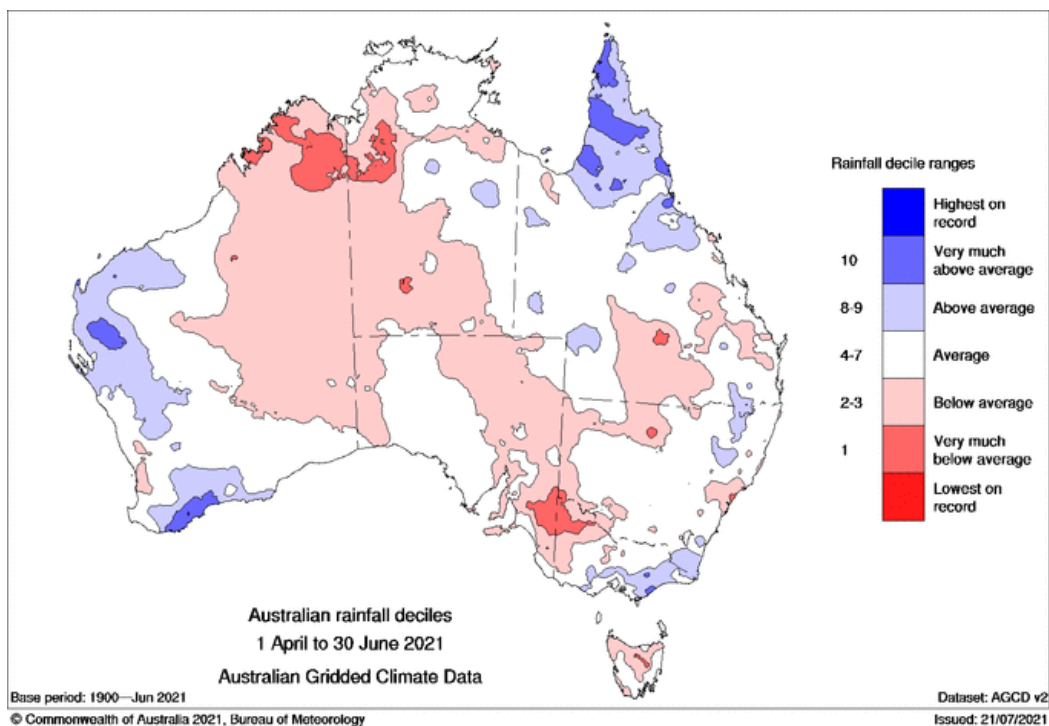 Rainfall decile ranges
Highest on
record
10
Very much
above average
8-9
Above average
4-7
Average
2-3
Below average
1
Very much
below average
Lowest on
record
Australian rainfall deciles
1 April to 30 June 2021
Australian Gridded Climate Data
Base period: 1900—Jun 2021
Dataset: AGCD v2
© Commonwealth of Australia 2021, Bureau of Meteorology
Issued: 21/07/2021